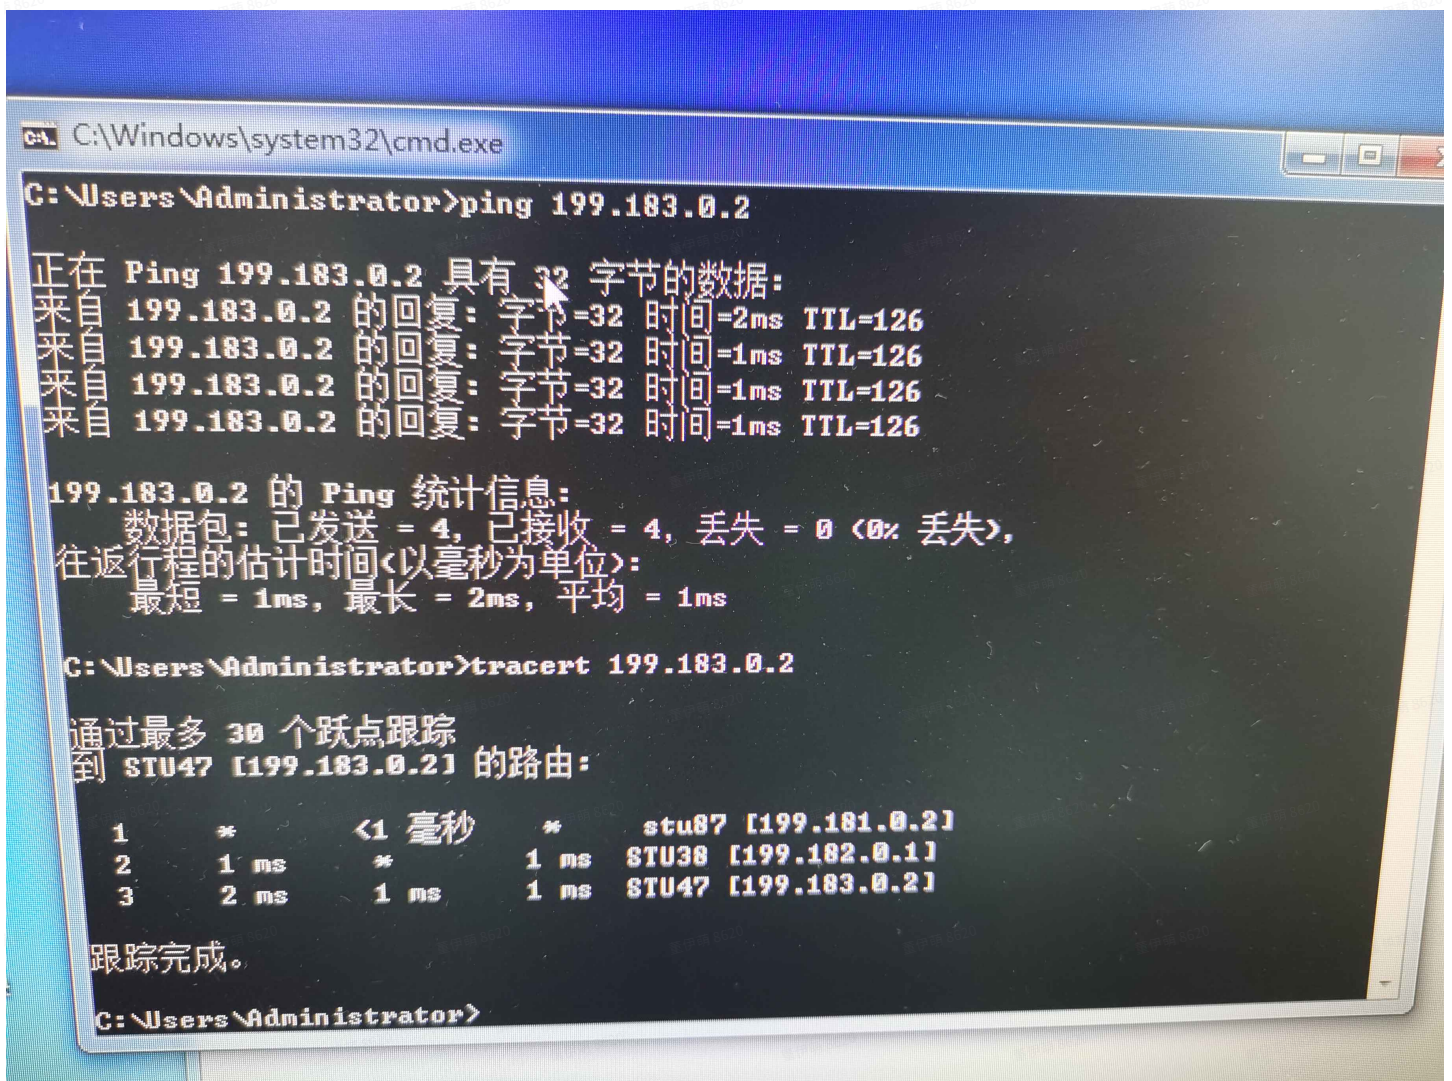 C:\Windows\system32\cmd.exe
C:\Users\Administrator>ping 199.183.0.2
正在 Ping 199.183.0.2 具有 32 字节的数据:
来自 199.183.0.2 的回复: 字节=32 时间=2ms TTL=126
来自 199.183.0.2 的回复: 字节=32 时间=1ms TTL=126
来自 199.183.0.2 的回复: 字节=32 时间=1ms TTL=126
来自 199.183.0.2 的回复: 字节=32 时间=1ms TTL=126
199.183.0.2 的 Ping 统计信息:
数据包: 已发送 = 4, 已接收 = 4, 丢失 = 0 (0% 丢失),
往返行程的估计时间(以毫秒为单位):
最短 = 1ms, 最长 = 2ms, 平均 = 1ms
C:\Users\Administrator>tracert 199.183.0.2
通过最多 30 个跃点跟踪
到 STU47 [199.183.0.2] 的路由:
1 * <1 毫秒 * stu87 [199.181.0.2]
2 1 ms * 1 ms STU38 [199.182.0.1]
3 2 ms 1 ms 1 ms STU47 [199.183.0.2]
跟踪完成。
C:\Users\Administrator>